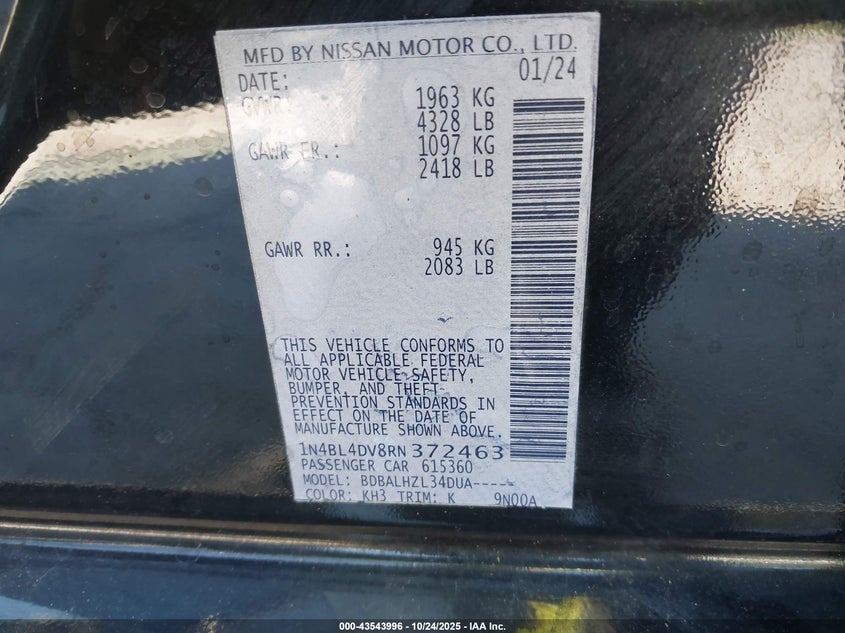 MFD BY NISSAN MOTOR CO., LTD.
DATE: 01/24
GVWR: 1963 KG
4328 LB
GAWR FR.: 1097 KG
2418 LB
GAWR RR.: 945 KG
2083 LB
THIS VEHICLE CONFORMS TO
ALL APPLICABLE FEDERAL
MOTOR VEHICLE SAFETY,
BUMPER, AND THEFT
PREVENTION STANDARDS IN
EFFECT ON THE DATE OF
MANUFACTURE SHOWN ABOVE.
1N4BL4DV8RN372463
PASSENGER CAR 615360
MODEL: BDBALHZL34DUA----
COLOR: KH3 TRIM: K 9N00A
000-43543996 - 10/24/2025 - IAA Inc.